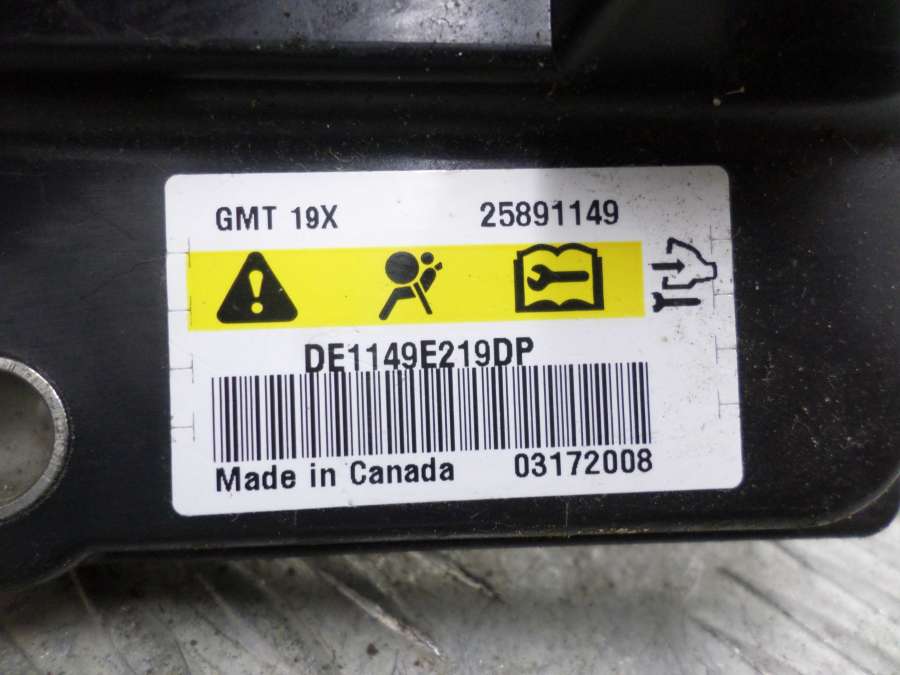 GMT 19X 25891149
DE1149E219DP
Made in Canada 03172008